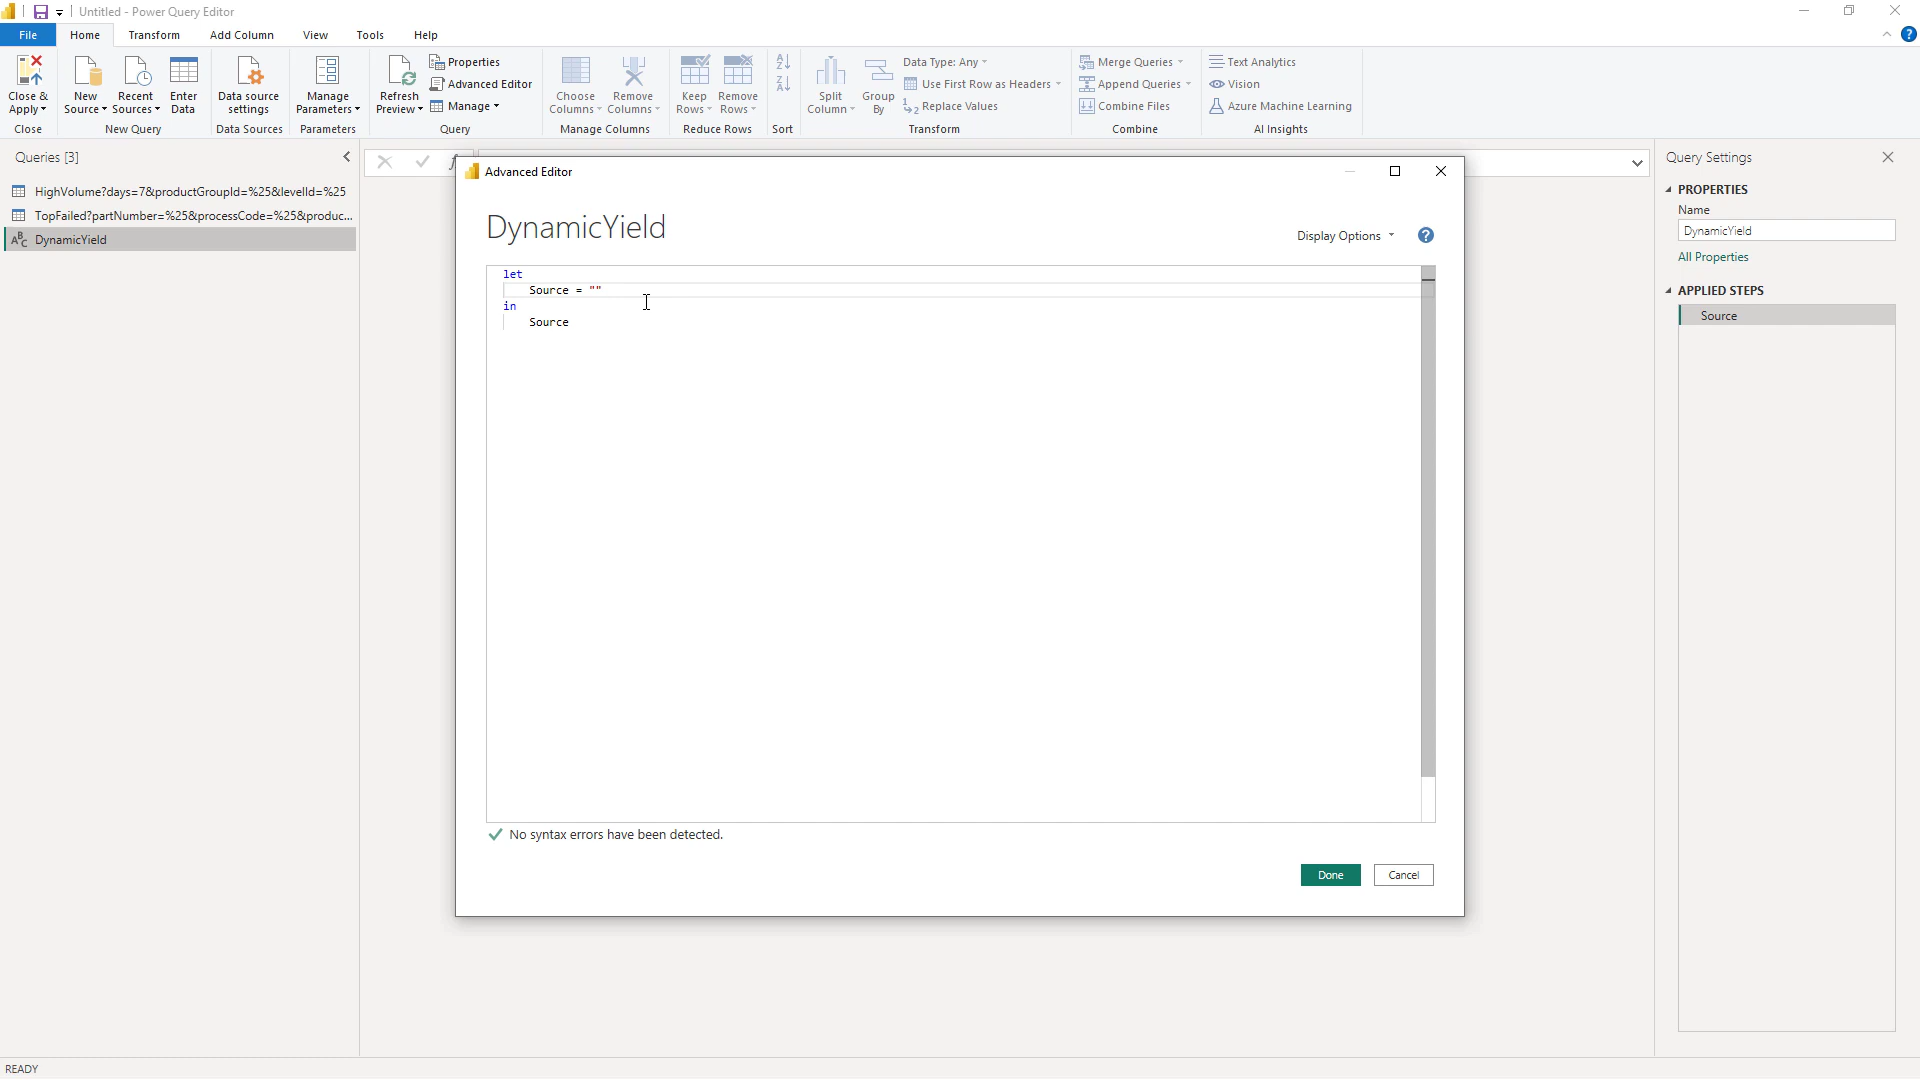 Untitled - Power Query Editor
File Home Transform Add Column View Tools Help
Close & Apply
New Source
Recent Sources
Enter Data
Data source settings
Manage Parameters
Refresh Preview
Properties
Advanced Editor
Manage
Choose Columns
Remove Columns
Keep Rows
Remove Rows
Split Column
Group By
Data Type: Any
Use First Row as Headers
Replace Values
Merge Queries
Append Queries
Combine Files
Text Analytics
Vision
Azure Machine Learning
Close New Query Data Sources Parameters Query Manage Columns Reduce Rows Sort Transform Combine AI Insights
Queries [3]
HighVolume?days=7&productGroupId=%25&levelId=%25
TopFailed?partNumber=%25&processCode=%25&produc...
DynamicYield
Advanced Editor
DynamicYield
Display Options
let
Source = ""
in
Source
No syntax errors have been detected.
Done Cancel
Query Settings
PROPERTIES
Name
DynamicYield
All Properties
APPLIED STEPS
Source
READY